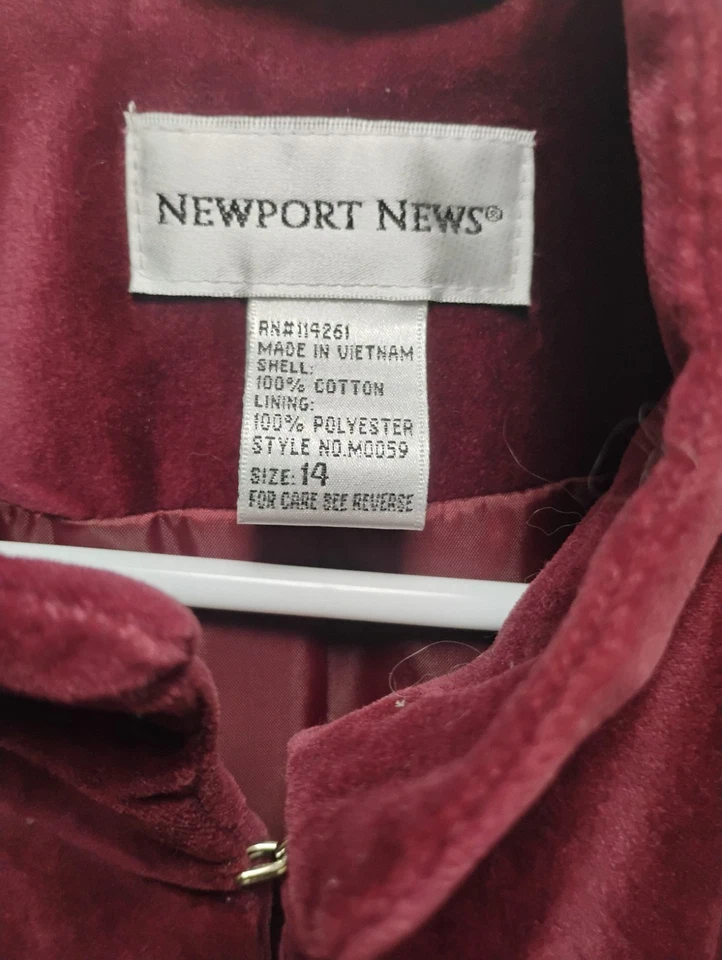 NEWPORT NEWS®
RN#114261
MADE IN VIETNAM
SHELL:
100% COTTON
LINING:
100% POLYESTER
STYLE NO.M0059
SIZE:14
FOR CARE SEE REVERSE